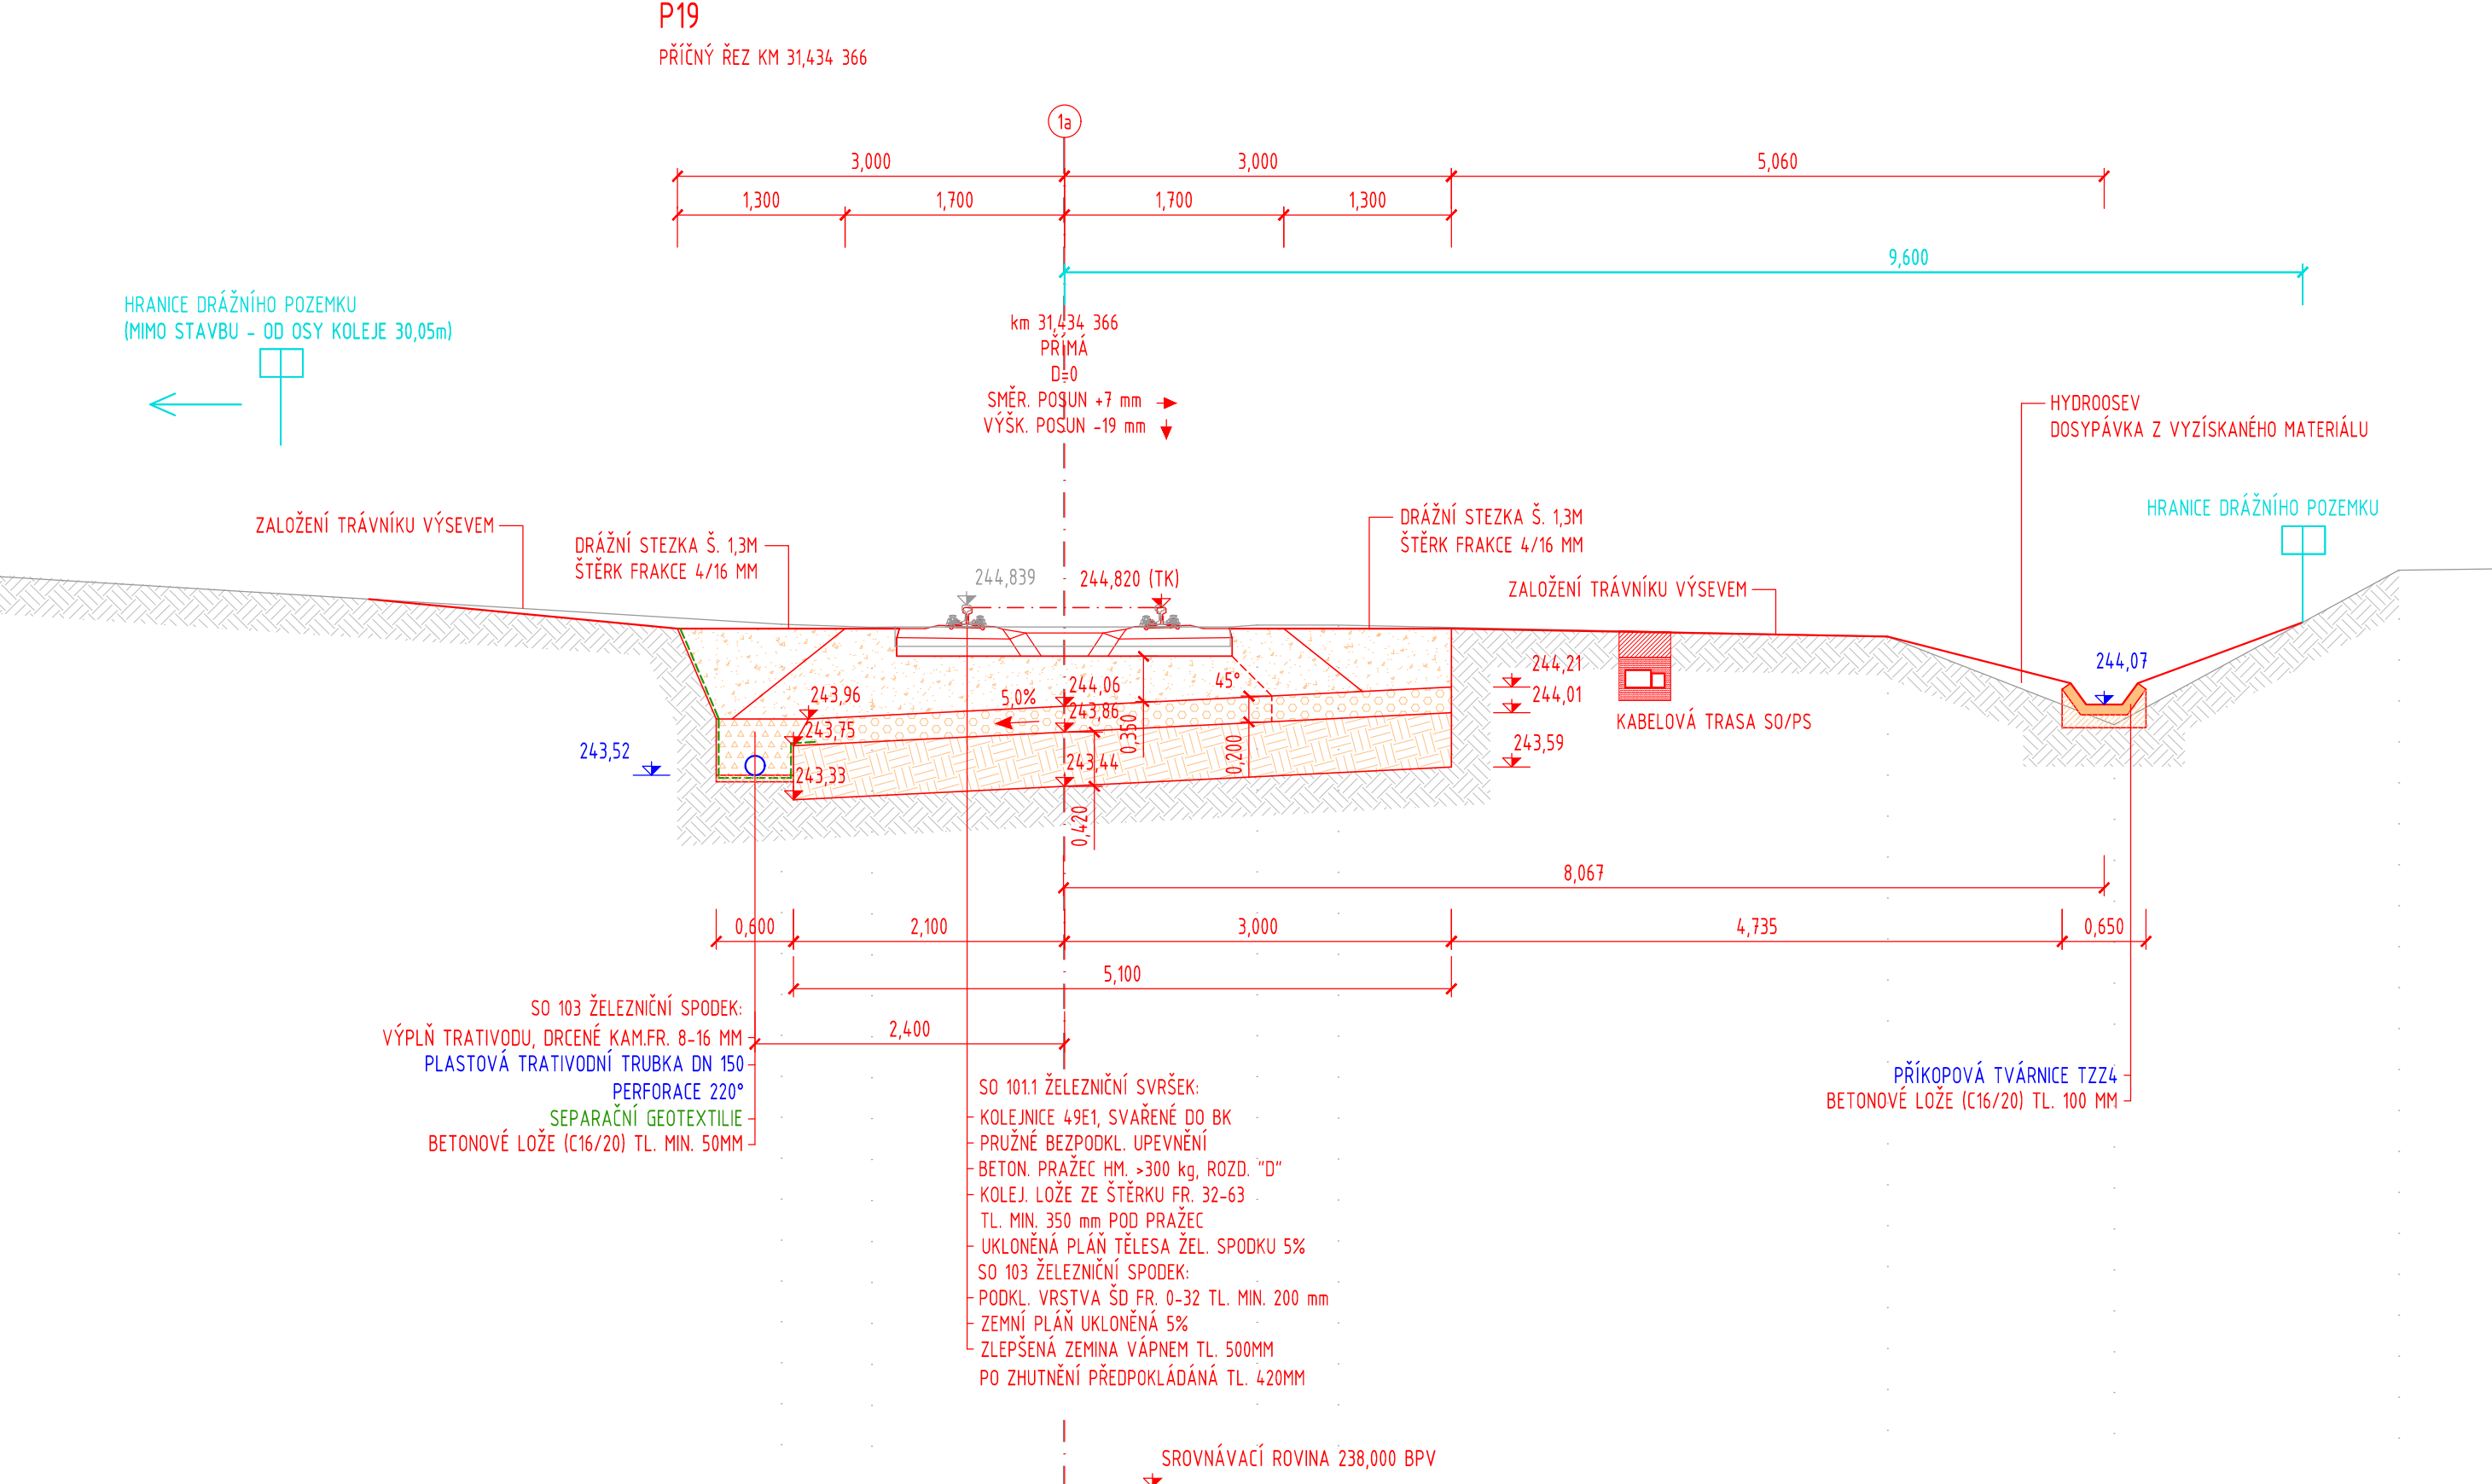 P19
PŘÍČNÝ ŘEZ KM 31,434 366
1a
3,000
3,000
5,060
1,300
1,700
1,700
1,300
9,600
HRANICE DRÁŽNÍHO POZEMKU
(MIMO STAVBU - OD OSY KOLEJE 30,05m)
km 31,434 366
PŘÍMÁ
D=0
SMĚR. POSUN +7 mm
VÝŠK. POSUN -19 mm
HYDROOSEV
DOSYPÁVKA Z VYZÍSKANÉHO MATERIÁLU
HRANICE DRÁŽNÍHO POZEMKU
ZALOŽENÍ TRÁVNÍKU VÝSEVEM
DRÁŽNÍ STEZKA Š. 1,3M
ŠTĚRK FRAKCE 4/16 MM
DRÁŽNÍ STEZKA Š. 1,3M
ŠTĚRK FRAKCE 4/16 MM
244,839
244,820 (TK)
ZALOŽENÍ TRÁVNÍKU VÝSEVEM
244,07
244,21
244,01
243,59
KABELOVÁ TRASA SO/PS
243,96
243,75
243,33
243,52
5,0%
244,06
243,86
243,44
45°
0,350
0,200
0,420
8,067
0,600
2,100
3,000
4,735
0,650
5,100
2,400
SO 103 ŽELEZNIČNÍ SPODEK:
VÝPLŇ TRATIVODU, DRCENÉ KAM.FR. 8-16 MM
PLASTOVÁ TRATIVODNÍ TRUBKA DN 150
PERFORACE 220°
SEPARAČNÍ GEOTEXTILIE
BETONOVÉ LOŽE (C16/20) TL. MIN. 50MM
SO 101.1 ŽELEZNIČNÍ SVRŠEK:
KOLEJNICE 49E1, SVAŘENÉ DO BK
PRUŽNÉ BEZPODKL. UPEVNĚNÍ
BETON. PRAŽEC HM. >300 kg, ROZD. "D"
KOLEJ. LOŽE ZE ŠTĚRKU FR. 32-63
TL. MIN. 350 mm POD PRAŽEC
UKLONĚNÁ PLÁŇ TĚLESA ŽEL. SPODKU 5%
SO 103 ŽELEZNIČNÍ SPODEK:
PODKL. VRSTVA ŠD FR. 0-32 TL. MIN. 200 mm
ZEMNÍ PLÁŇ UKLONĚNÁ 5%
ZLEPŠENÁ ZEMINA VÁPNEM TL. 500MM
PO ZHUTNĚNÍ PŘEDPOKLÁDÁNÁ TL. 420MM
PŘÍKOPOVÁ TVÁRNICE TZZ4
BETONOVÉ LOŽE (C16/20) TL. 100 MM
SROVNÁVACÍ ROVINA 238,000 BPV